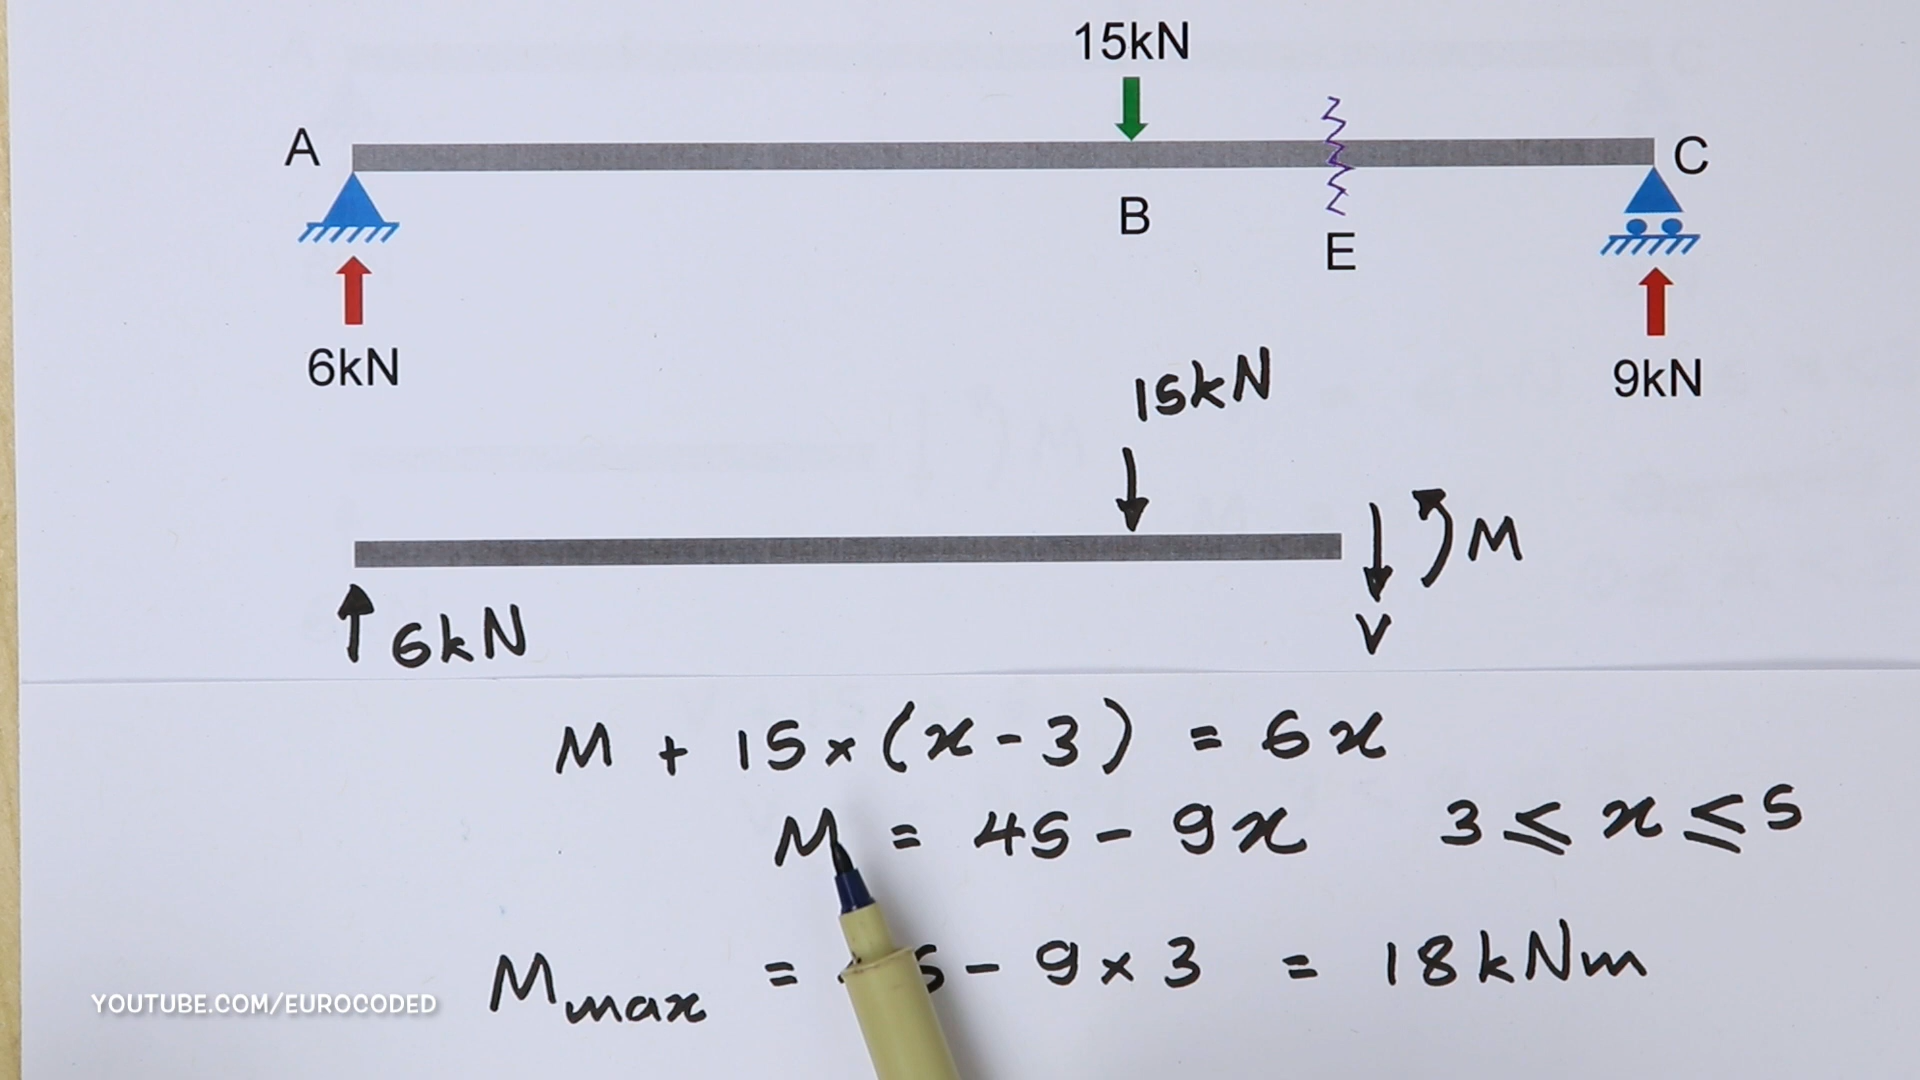 15kN
A
C
B
E
6kN
9kN
15kN
M
6kN
V
M + 15 × (x - 3) = 6x
M = 45 - 9x 3 ≤ x ≤ 5
Mmax = 5 - 9 × 3 = 18kNm
YOUTUBE.COM/EUROCODED